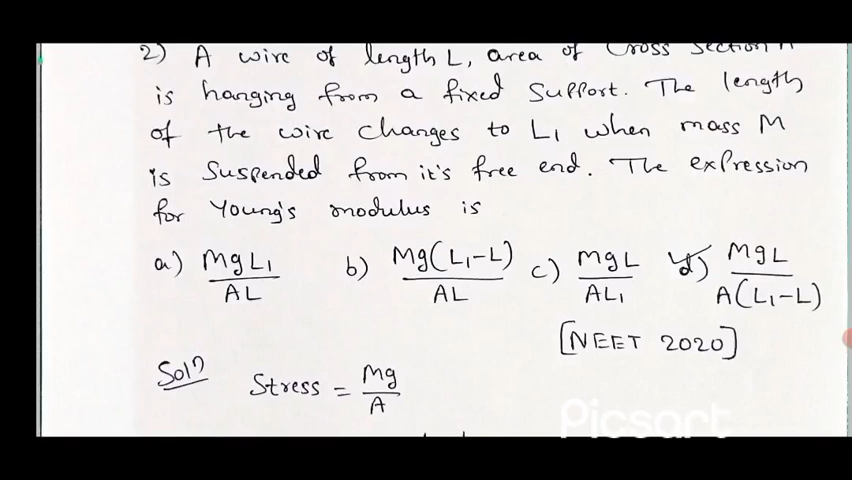 2) A wire of length L, area of Cross section A
is hanging from a fixed Support. The length
of the wire changes to L₁ when mass M
is suspended from it's free end. The expression
for Young's modulus is
a) MgL₁/AL b) Mg(L₁-L)/AL c) MgL/AL₁ d) MgL/A(L₁-L)
[NEET 2020]
Solⁿ Stress = Mg/A
Picsart